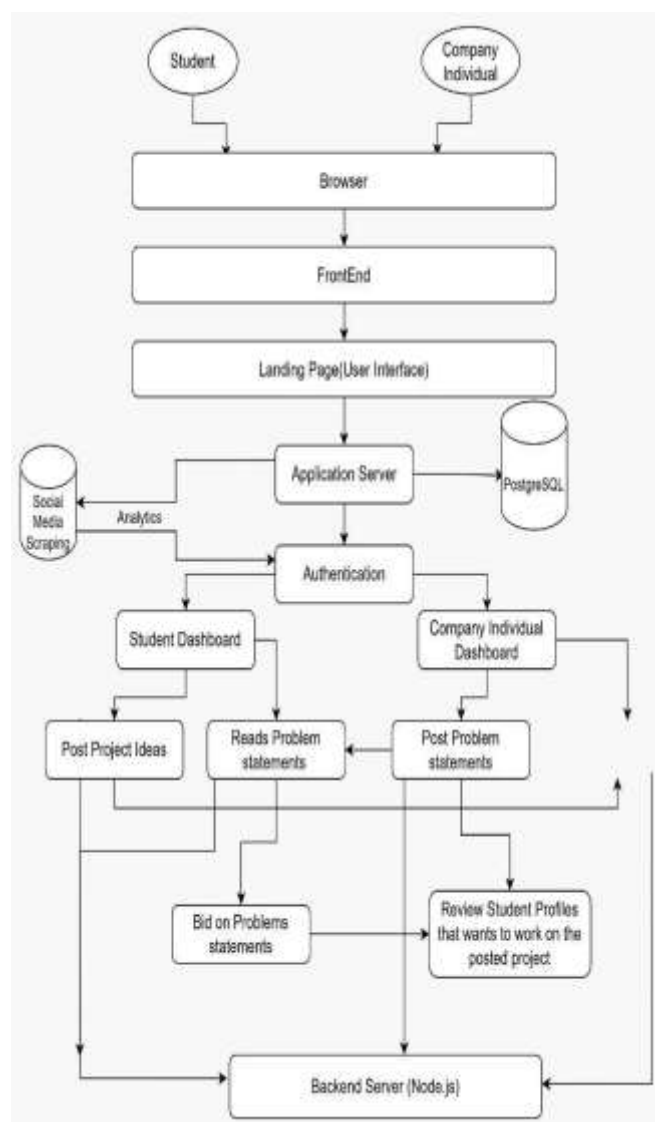 Student
Company
Individual
Browser
FrontEnd
Landing Page(User Interface)
Application Server
PostgreSQL
Social
Media
Scraping
Analytics
Authentication
Student Dashboard
Company Individual
Dashboard
Post Project Ideas
Reads Problem
statements
Post Problem
statements
Bid on Problems
statements
Review Student Profiles
that wants to work on the
posted project
Backend Server (Node.js)